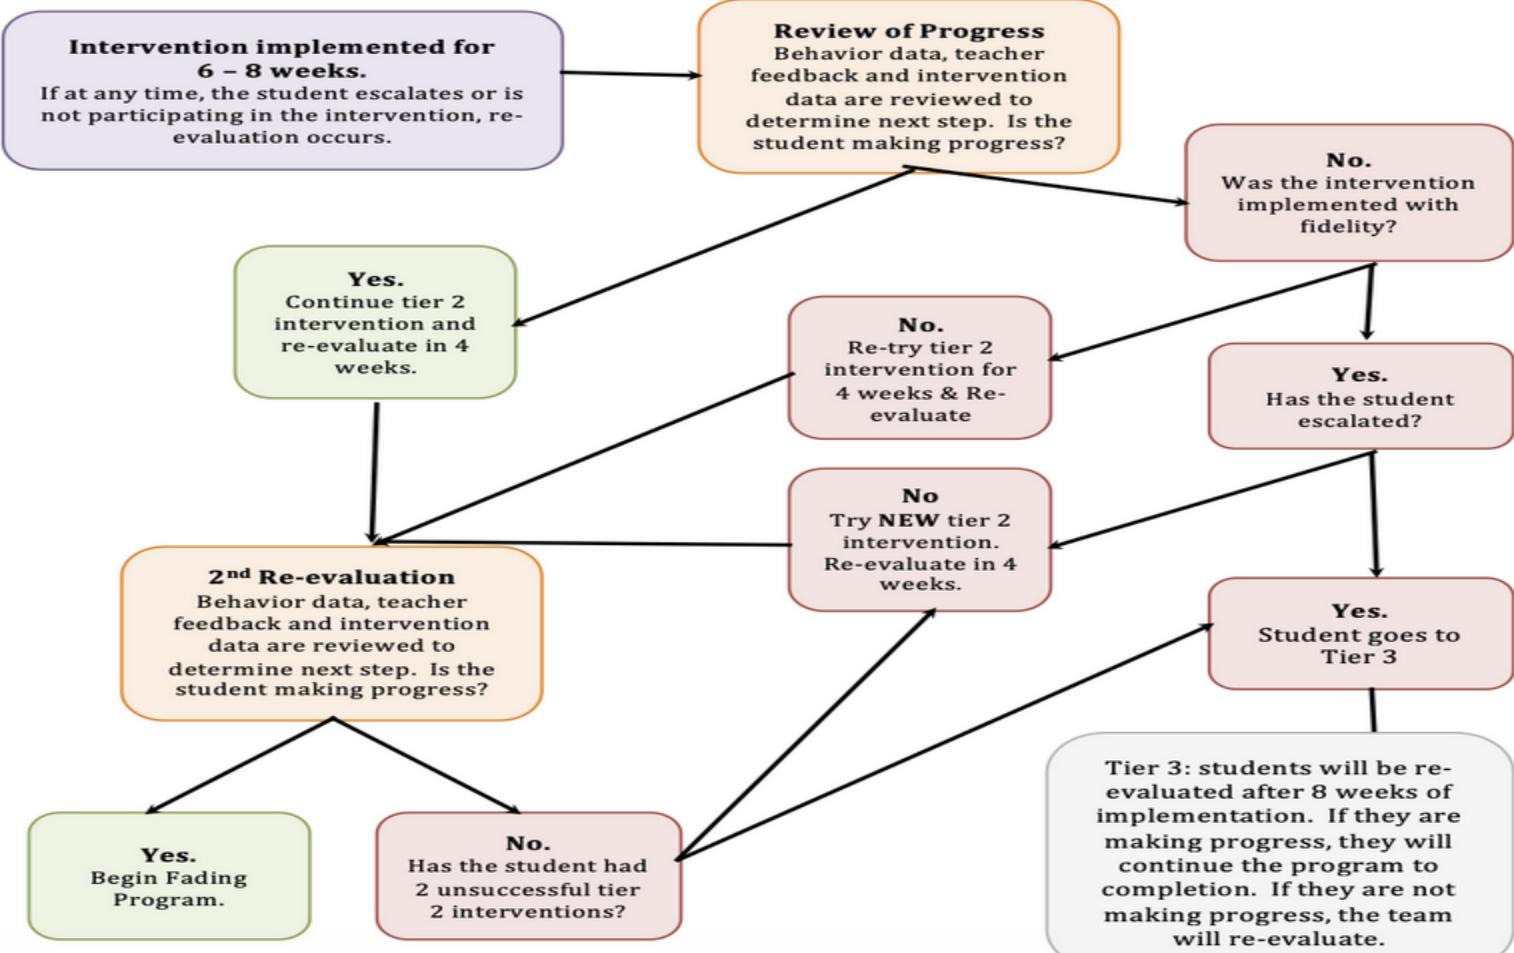 Intervention implemented for
6 – 8 weeks.
If at any time, the student escalates or is
not participating in the intervention, re-
evaluation occurs.
Review of Progress
Behavior data, teacher
feedback and intervention
data are reviewed to
determine next step.  Is the
student making progress?
No.
Was the intervention
implemented with
fidelity?
Yes.
Continue tier 2
intervention and
re-evaluate in 4
weeks.
No.
Re-try tier 2
intervention for
4 weeks & Re-
evaluate
Yes.
Has the student
escalated?
No
Try NEW tier 2
intervention.
Re-evaluate in 4
weeks.
2nd Re-evaluation
Behavior data, teacher
feedback and intervention
data are reviewed to
determine next step.  Is the
student making progress?
Yes.
Student goes to
Tier 3
Yes.
Begin Fading
Program.
No.
Has the student had
2 unsuccessful tier
2 interventions?
Tier 3: students will be re-
evaluated after 8 weeks of
implementation.  If they are
making progress, they will
continue the program to
completion.  If they are not
making progress, the team
will re-evaluate.